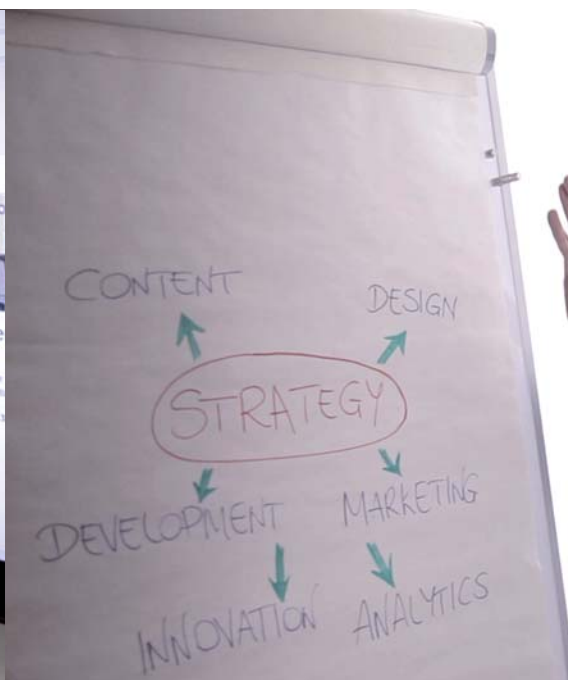 CONTENT
DESIGN
STRATEGY
DEVELOPMENT
MARKETING
INNOVATION
ANALYTICS